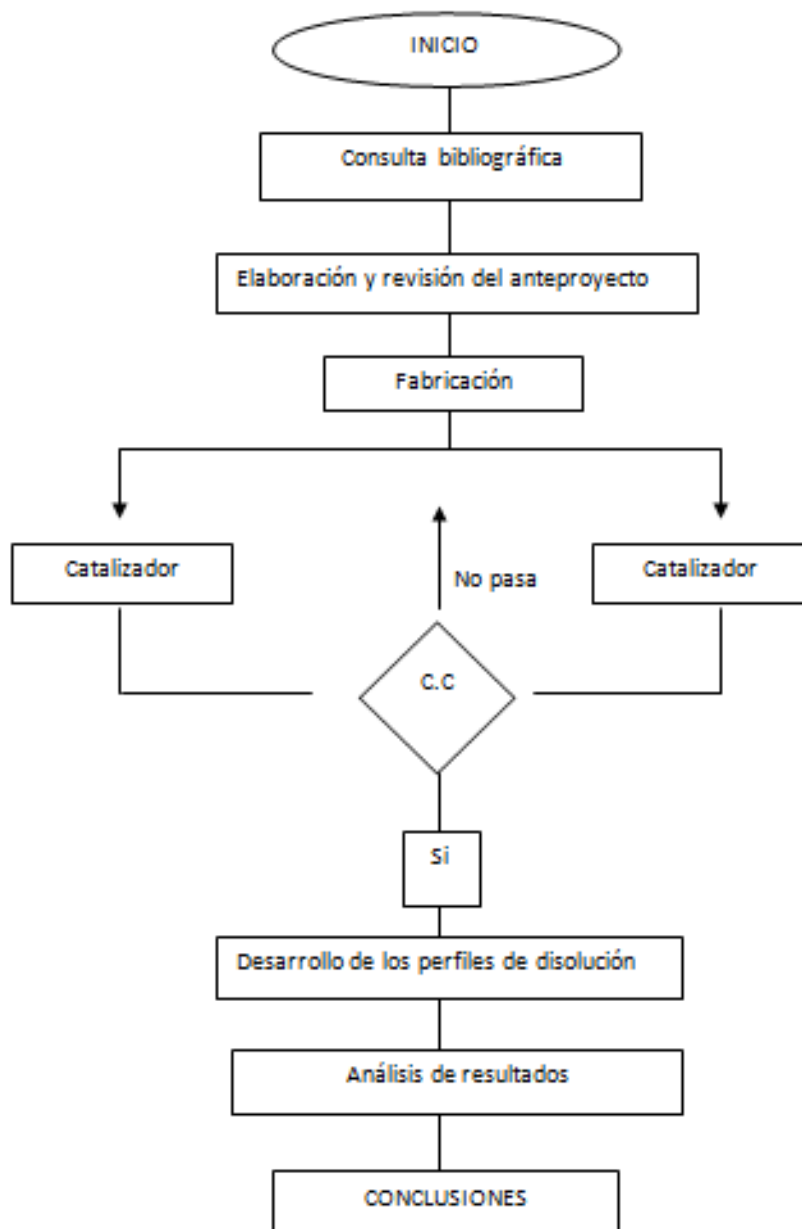 INICIO
Consulta bibliográfica
Elaboración y revisión del anteproyecto
Fabricación
Catalizador
Catalizador
No pasa
C.C
Si
Desarrollo de los perfiles de disolución
Análisis de resultados
CONCLUSIONES